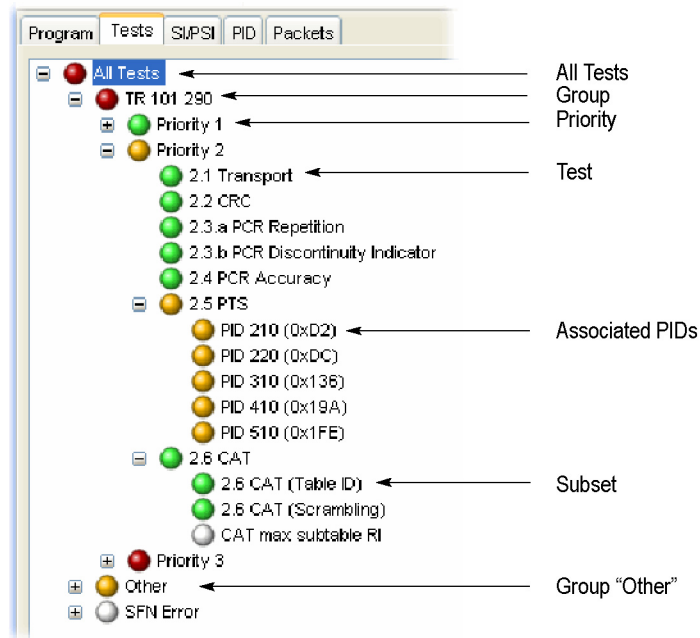 Program Tests SI/PSI PID Packets
All Tests All Tests
TR 101 290 Group
Priority 1 Priority
Priority 2
2.1 Transport Test
2.2 CRC
2.3.a PCR Repetition
2.3.b PCR Discontinuity Indicator
2.4 PCR Accuracy
2.5 PTS
PID 210 (0xD2) Associated PIDs
PID 220 (0xDC)
PID 310 (0x136)
PID 410 (0x19A)
PID 510 (0x1FE)
2.6 CAT
2.6 CAT (Table ID) Subset
2.6 CAT (Scrambling)
CAT max subtable RI
Priority 3
Other Group “Other”
SFN Error